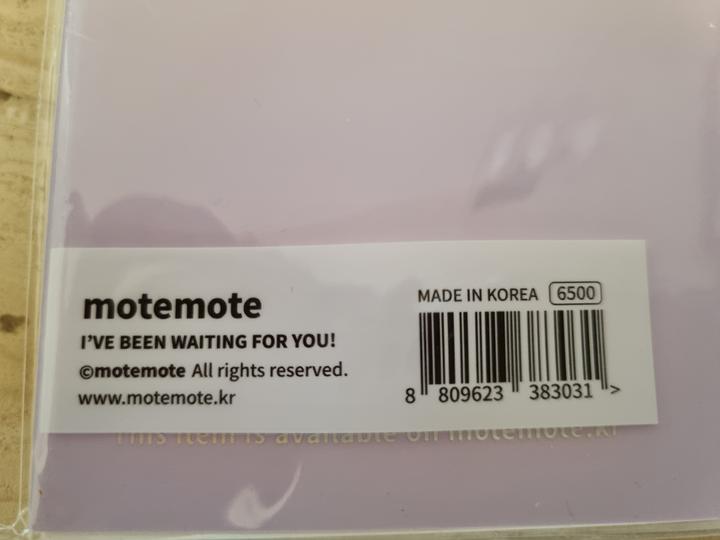 motemote
I'VE BEEN WAITING FOR YOU!
©motemote All rights reserved.
www.motemote.kr
MADE IN KOREA 6500
8 809623 383031 >
This item is available on motemote.kr